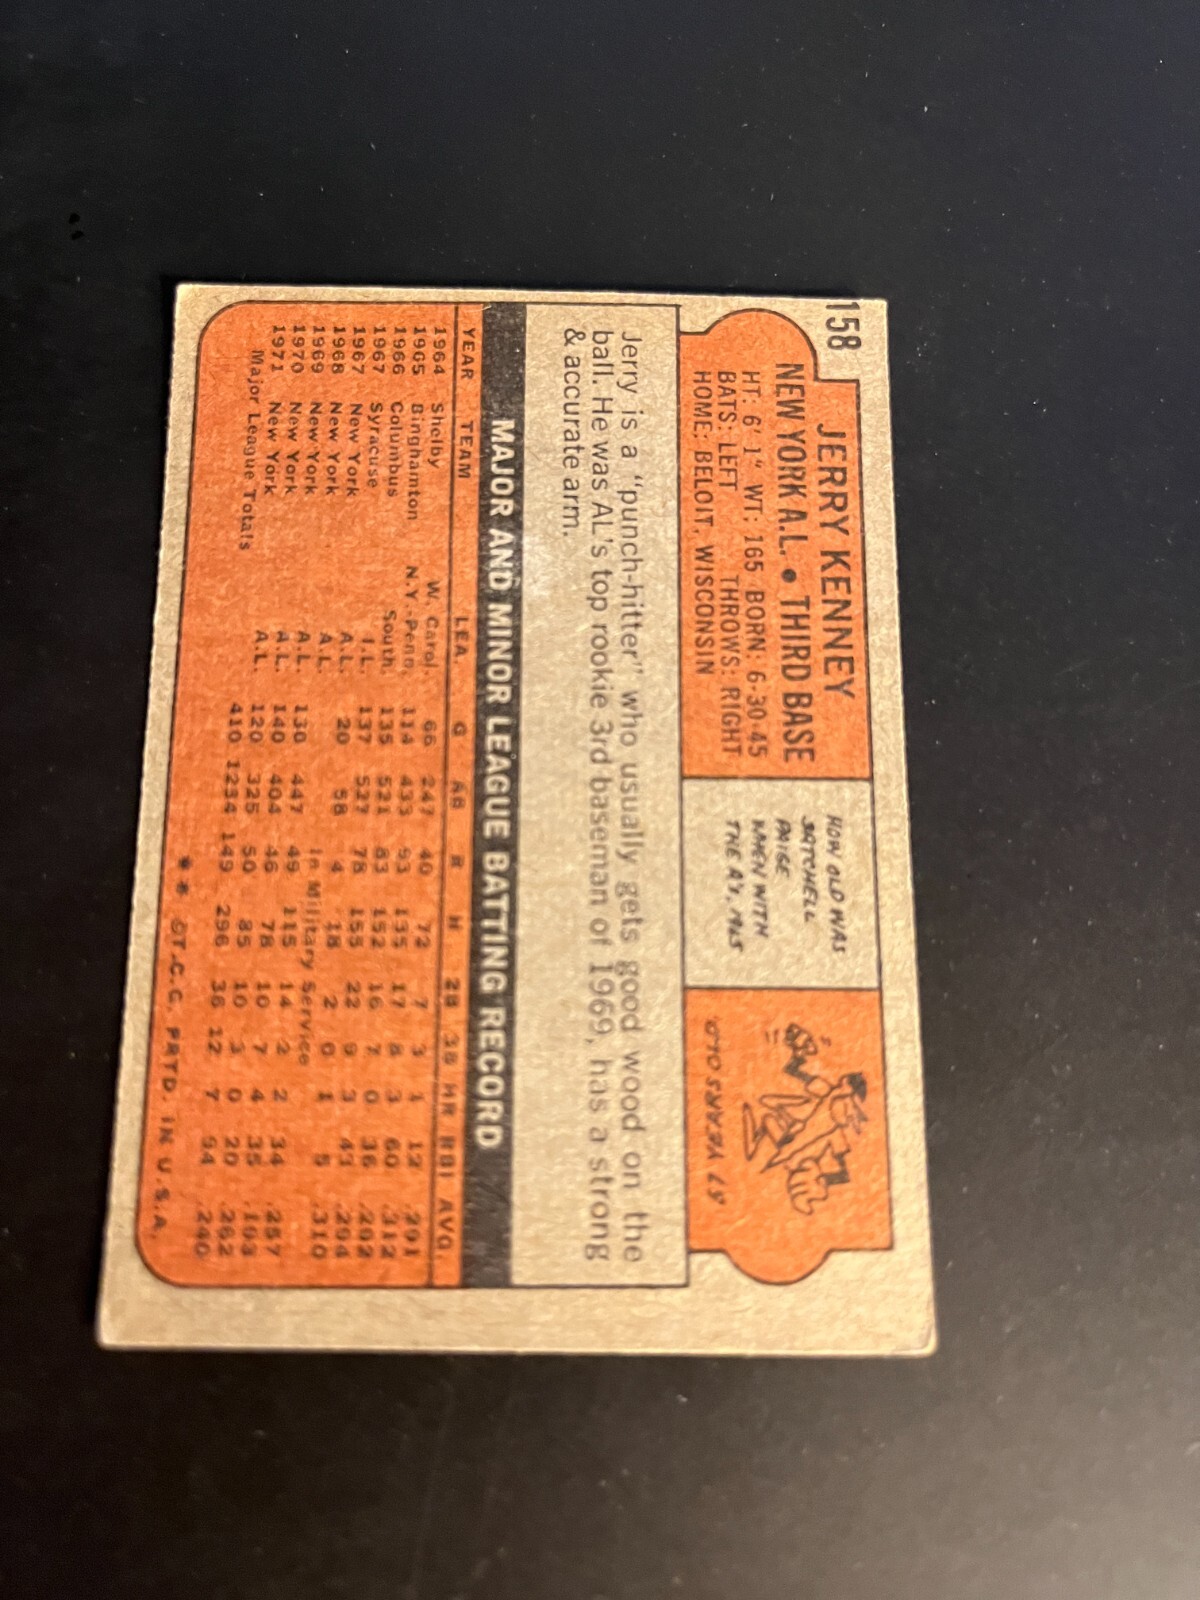 158
JERRY KENNEY
NEW YORK A.L. • THIRD BASE
HT: 6' 1" WT: 165 BORN: 6-30-45
BATS: LEFT THROWS: RIGHT
HOME: BELOIT, WISCONSIN
HOW OLD WAS
SATCHELL
PAIGE
WHEN WITH
THE A's, 1965
57 YEARS OLD.
Jerry is a "punch-hitter" who usually gets good wood on the
ball. He was AL's top rookie 3rd baseman of 1969, has a strong
& accurate arm.
MAJOR AND MINOR LEAGUE BATTING RECORD
YEAR TEAM LEA. G AB R H 2B 3B HR RBI AVG.
1964 Shelby W. Carol. 66 247 40 72 7 3 1 12 .291
1965 Binghamton N.Y.-Penn. 114 433 93 135 17 8 3 60 .312
1966 Columbus South. 135 521 83 152 16 7 0 36 .292
1967 Syracuse I.L. 137 527 78 155 22 9 3 43 .294
1967 New York A.L. 20 58 4 18 2 0 1 5 .310
1968 New York A.L. In Military Service
1969 New York A.L. 130 447 49 115 14 2 2 34 .257
1970 New York A.L. 140 404 46 78 10 7 4 35 .193
1971 New York A.L. 120 325 50 85 10 3 0 20 .262
Major League Totals 410 1234 149 296 36 12 7 94 .240
** ©T.C.G. PRTD. IN U.S.A.